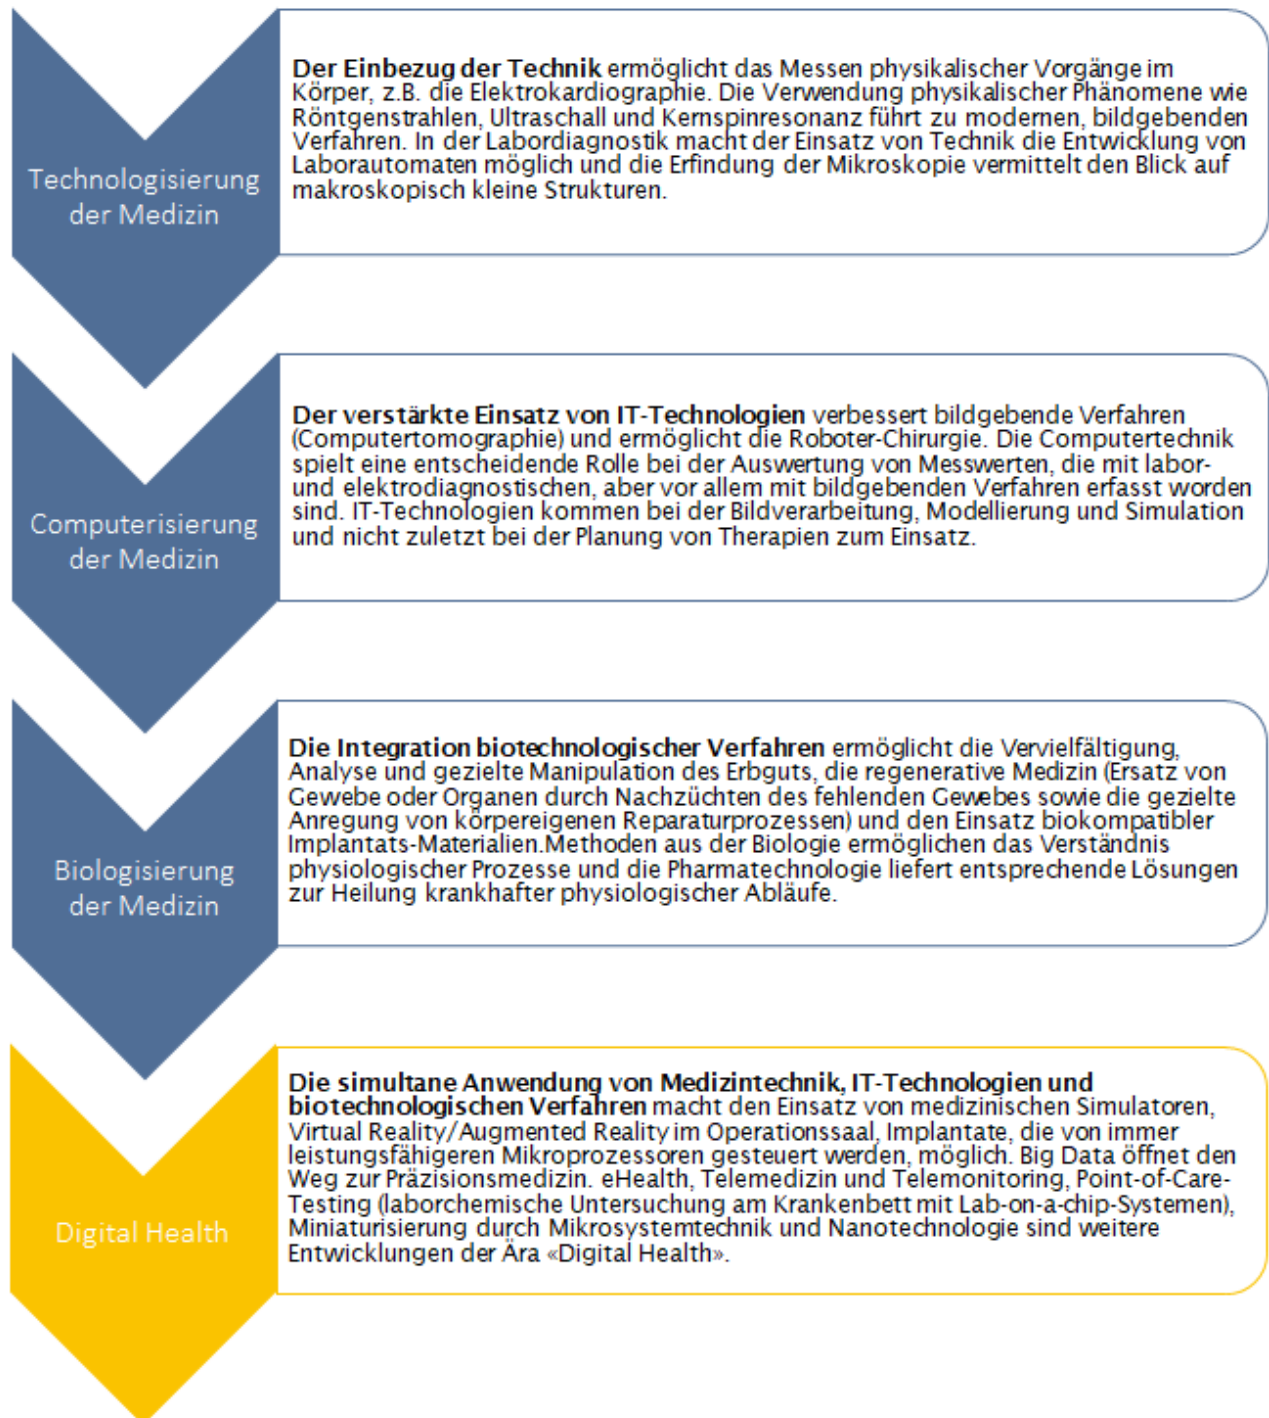 Technologisierung
der Medizin
Der Einbezug der Technik ermöglicht das Messen physikalischer Vorgänge im
Körper, z.B. die Elektrokardiographie. Die Verwendung physikalischer Phänomene wie
Röntgenstrahlen, Ultraschall und Kernspinresonanz führt zu modernen, bildgebenden
Verfahren. In der Labordiagnostik macht der Einsatz von Technik die Entwicklung von
Laborautomaten möglich und die Erfindung der Mikroskopie vermittelt den Blick auf
makroskopisch kleine Strukturen.
Computerisierung
der Medizin
Der verstärkte Einsatz von IT-Technologien verbessert bildgebende Verfahren
(Computertomographie) und ermöglicht die Roboter-Chirurgie. Die Computertechnik
spielt eine entscheidende Rolle bei der Auswertung von Messwerten, die mit labor-
und elektrodiagnostischen, aber vor allem mit bildgebenden Verfahren erfasst worden
sind. IT-Technologien kommen bei der Bildverarbeitung, Modellierung und Simulation
und nicht zuletzt bei der Planung von Therapien zum Einsatz.
Biologisierung
der Medizin
Die Integration biotechnologischer Verfahren ermöglicht die Vervielfältigung,
Analyse und gezielte Manipulation des Erbguts, die regenerative Medizin (Ersatz von
Gewebe oder Organen durch Nachzüchten des fehlenden Gewebes sowie die gezielte
Anregung von körpereigenen Reparaturprozessen) und den Einsatz biokompatibler
Implantats-Materialien.Methoden aus der Biologie ermöglichen das Verständnis
physiologischer Prozesse und die Pharmatechnologie liefert entsprechende Lösungen
zur Heilung krankhafter physiologischer Abläufe.
Digital Health
Die simultane Anwendung von Medizintechnik, IT-Technologien und
biotechnologischen Verfahren macht den Einsatz von medizinischen Simulatoren,
Virtual Reality/Augmented Reality im Operationssaal, Implantate, die von immer
leistungsfähigeren Mikroprozessoren gesteuert werden, möglich. Big Data öffnet den
Weg zur Präzisionsmedizin. eHealth, Telemedizin und Telemonitoring, Point-of-Care-
Testing (laborchemische Untersuchung am Krankenbett mit Lab-on-a-chip-Systemen),
Miniaturisierung durch Mikrosystemtechnik und Nanotechnologie sind weitere
Entwicklungen der Ära «Digital Health».